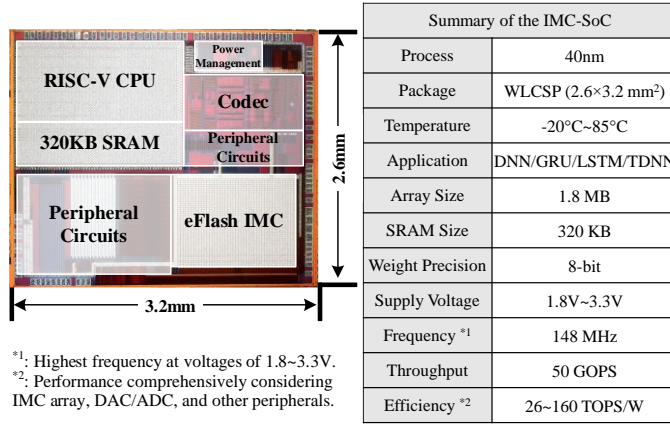 Power
Management
RISC-V CPU
Codec
320KB SRAM
Peripheral
Circuits
Peripheral
Circuits
eFlash IMC
2.6mm
3.2mm
*1: Highest frequency at voltages of 1.8~3.3V.
*2: Performance comprehensively considering
IMC array, DAC/ADC, and other peripherals.
Summary of the IMC-SoC
Process 40nm
Package WLCSP (2.6×3.2 mm²)
Temperature -20°C~85°C
Application DNN/GRU/LSTM/TDNN
Array Size 1.8 MB
SRAM Size 320 KB
Weight Precision 8-bit
Supply Voltage 1.8V~3.3V
Frequency *1 148 MHz
Throughput 50 GOPS
Efficiency *2 26~160 TOPS/W